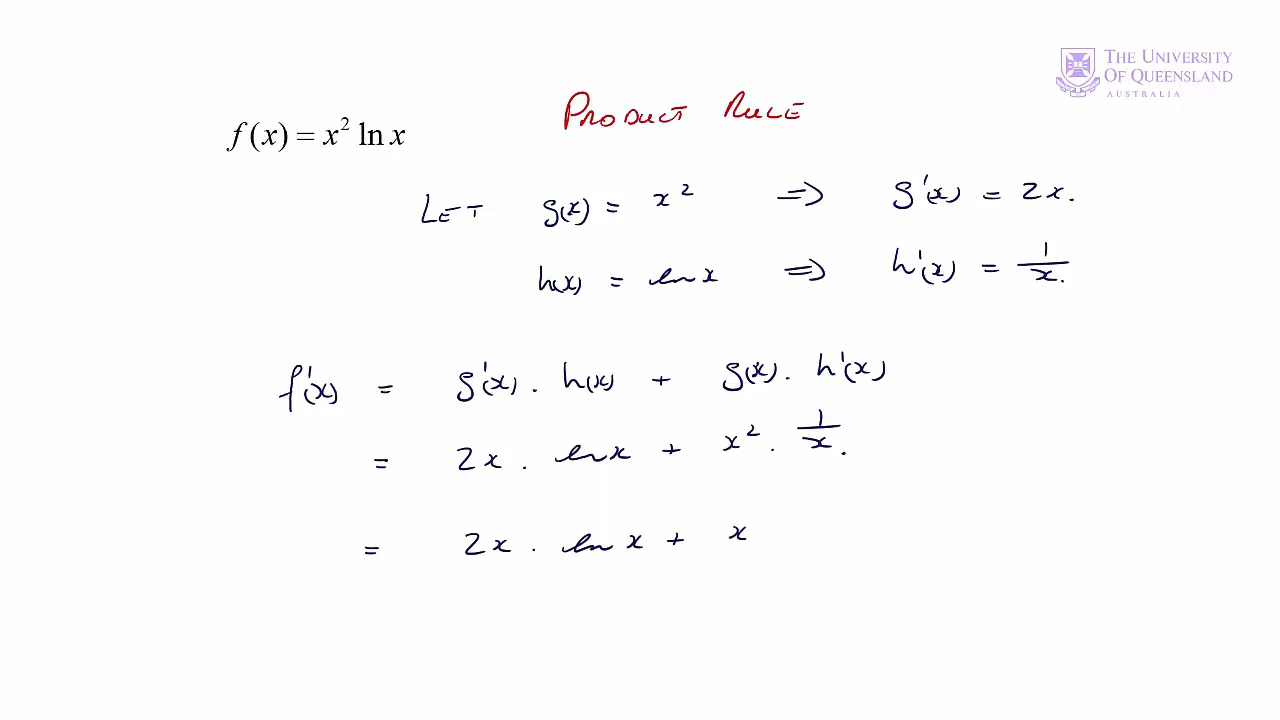 THE UNIVERSITY
OF QUEENSLAND
AUSTRALIA
PRODUCT RULE
f(x) = x² ln x
LET g(x) = x² ⇒ g'(x) = 2x.
h(x) = ln x ⇒ h'(x) = 1/x.
f'(x) = g'(x) . h(x) + g(x) . h'(x)
= 2x . ln x + x² . 1/x.
= 2x . ln x + x